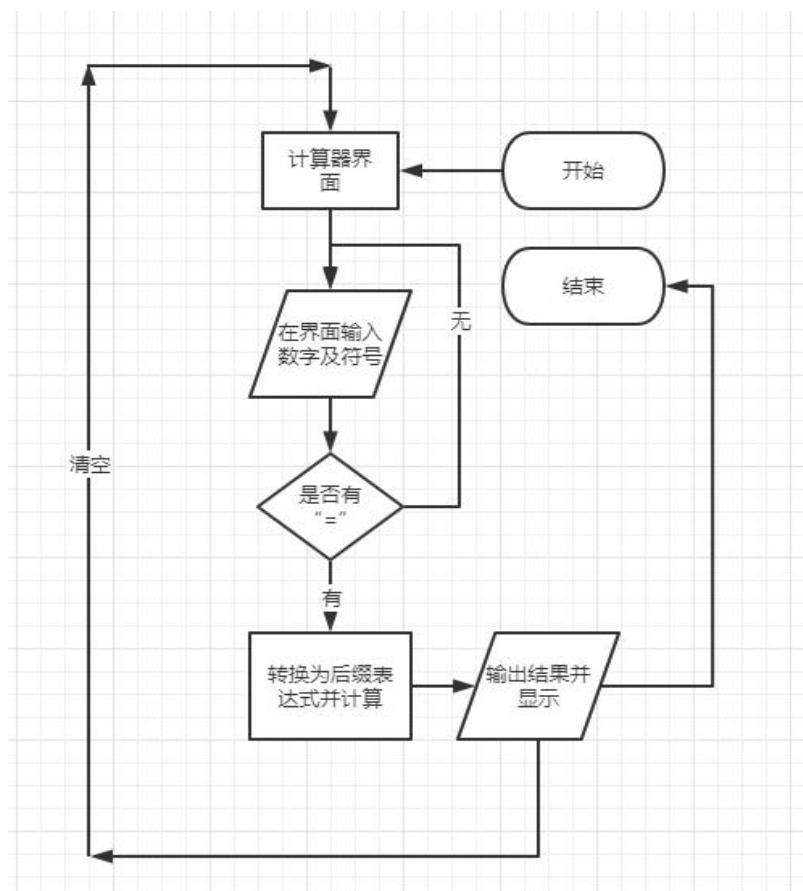 计算器界
面
开始
结束
在界面输入
数字及符号
无
清空
是否有
“=”
有
转换为后缀表
达式并计算
输出结果并
显示